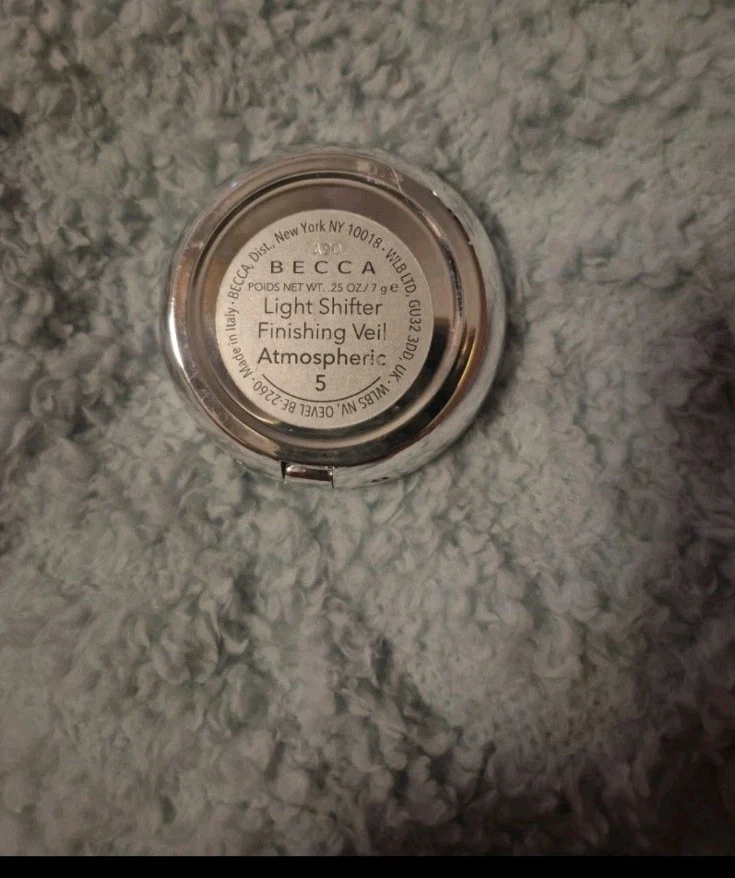 BECCA
POIDS NET WT. .25 OZ/ 7 g e
Light Shifter
Finishing Veil
Atmospheric
5
Made in Italy · BECCA, Dist., New York NY 10018 · WLB LTD, GU32 3DD, UK · WLBS NV, OEVEL BE-2260 ·